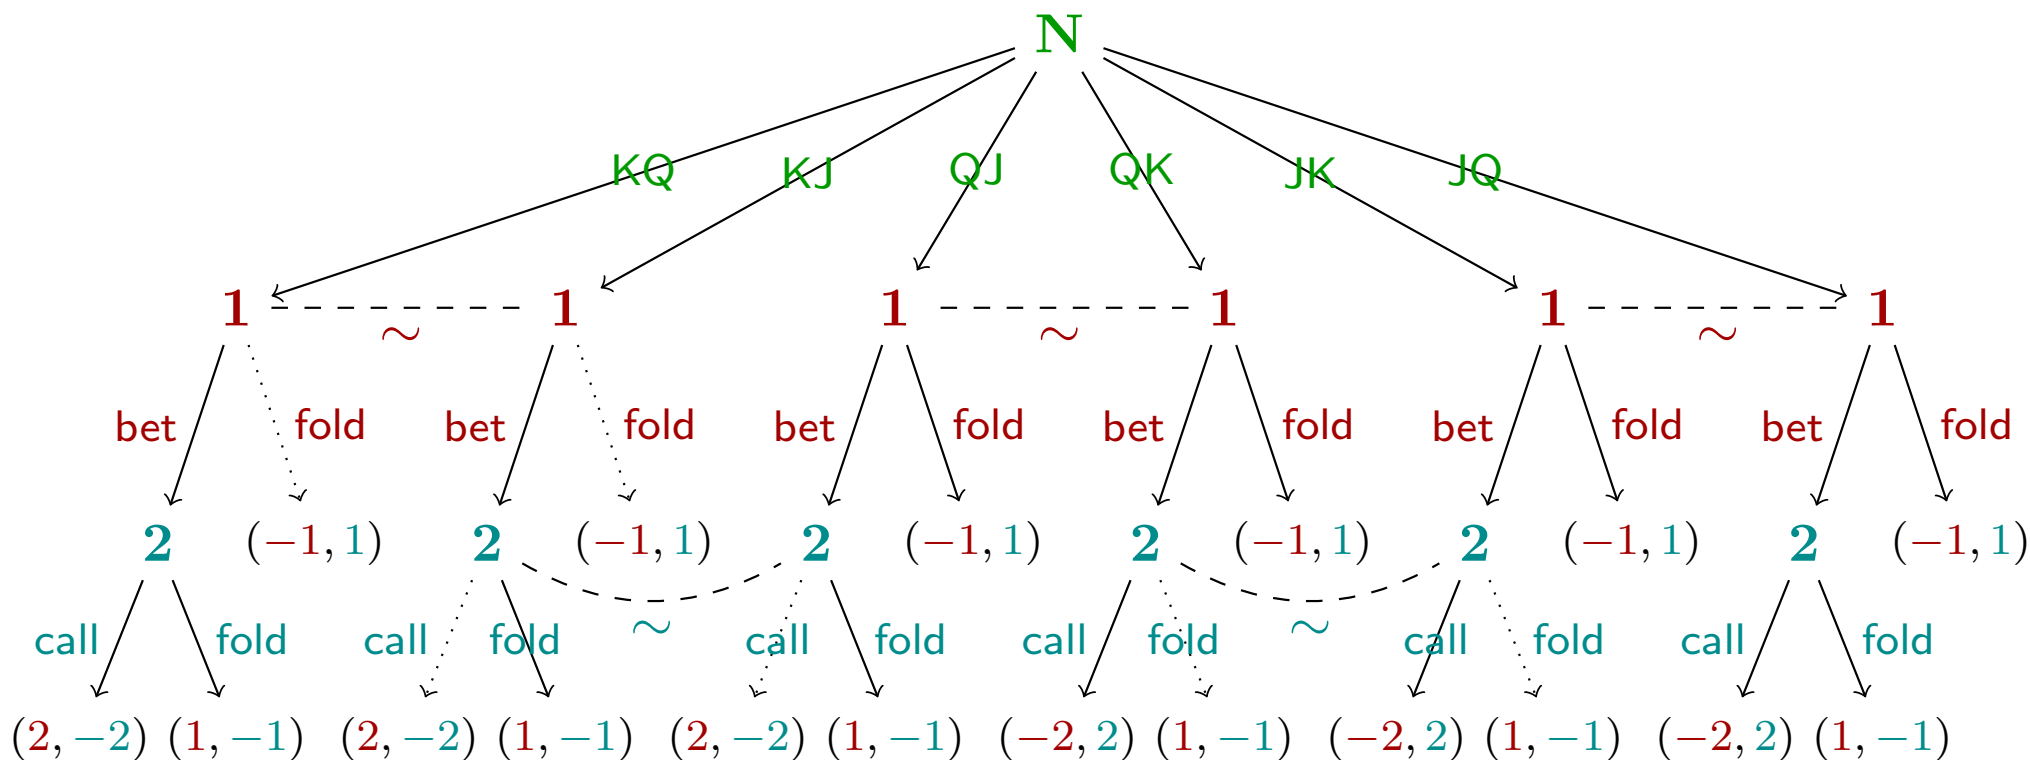 N
KQ KJ QJ QK JK JQ
1 1 1 1 1 1
∼ ∼ ∼
bet fold bet fold bet fold bet fold bet fold bet fold
2 (−1, 1) 2 (−1, 1) 2 (−1, 1) 2 (−1, 1) 2 (−1, 1) 2 (−1, 1)
∼ ∼
call fold call fold call fold call fold call fold call fold
(2, −2) (1, −1) (2, −2) (1, −1) (2, −2) (1, −1) (−2, 2) (1, −1) (−2, 2) (1, −1) (−2, 2) (1, −1)